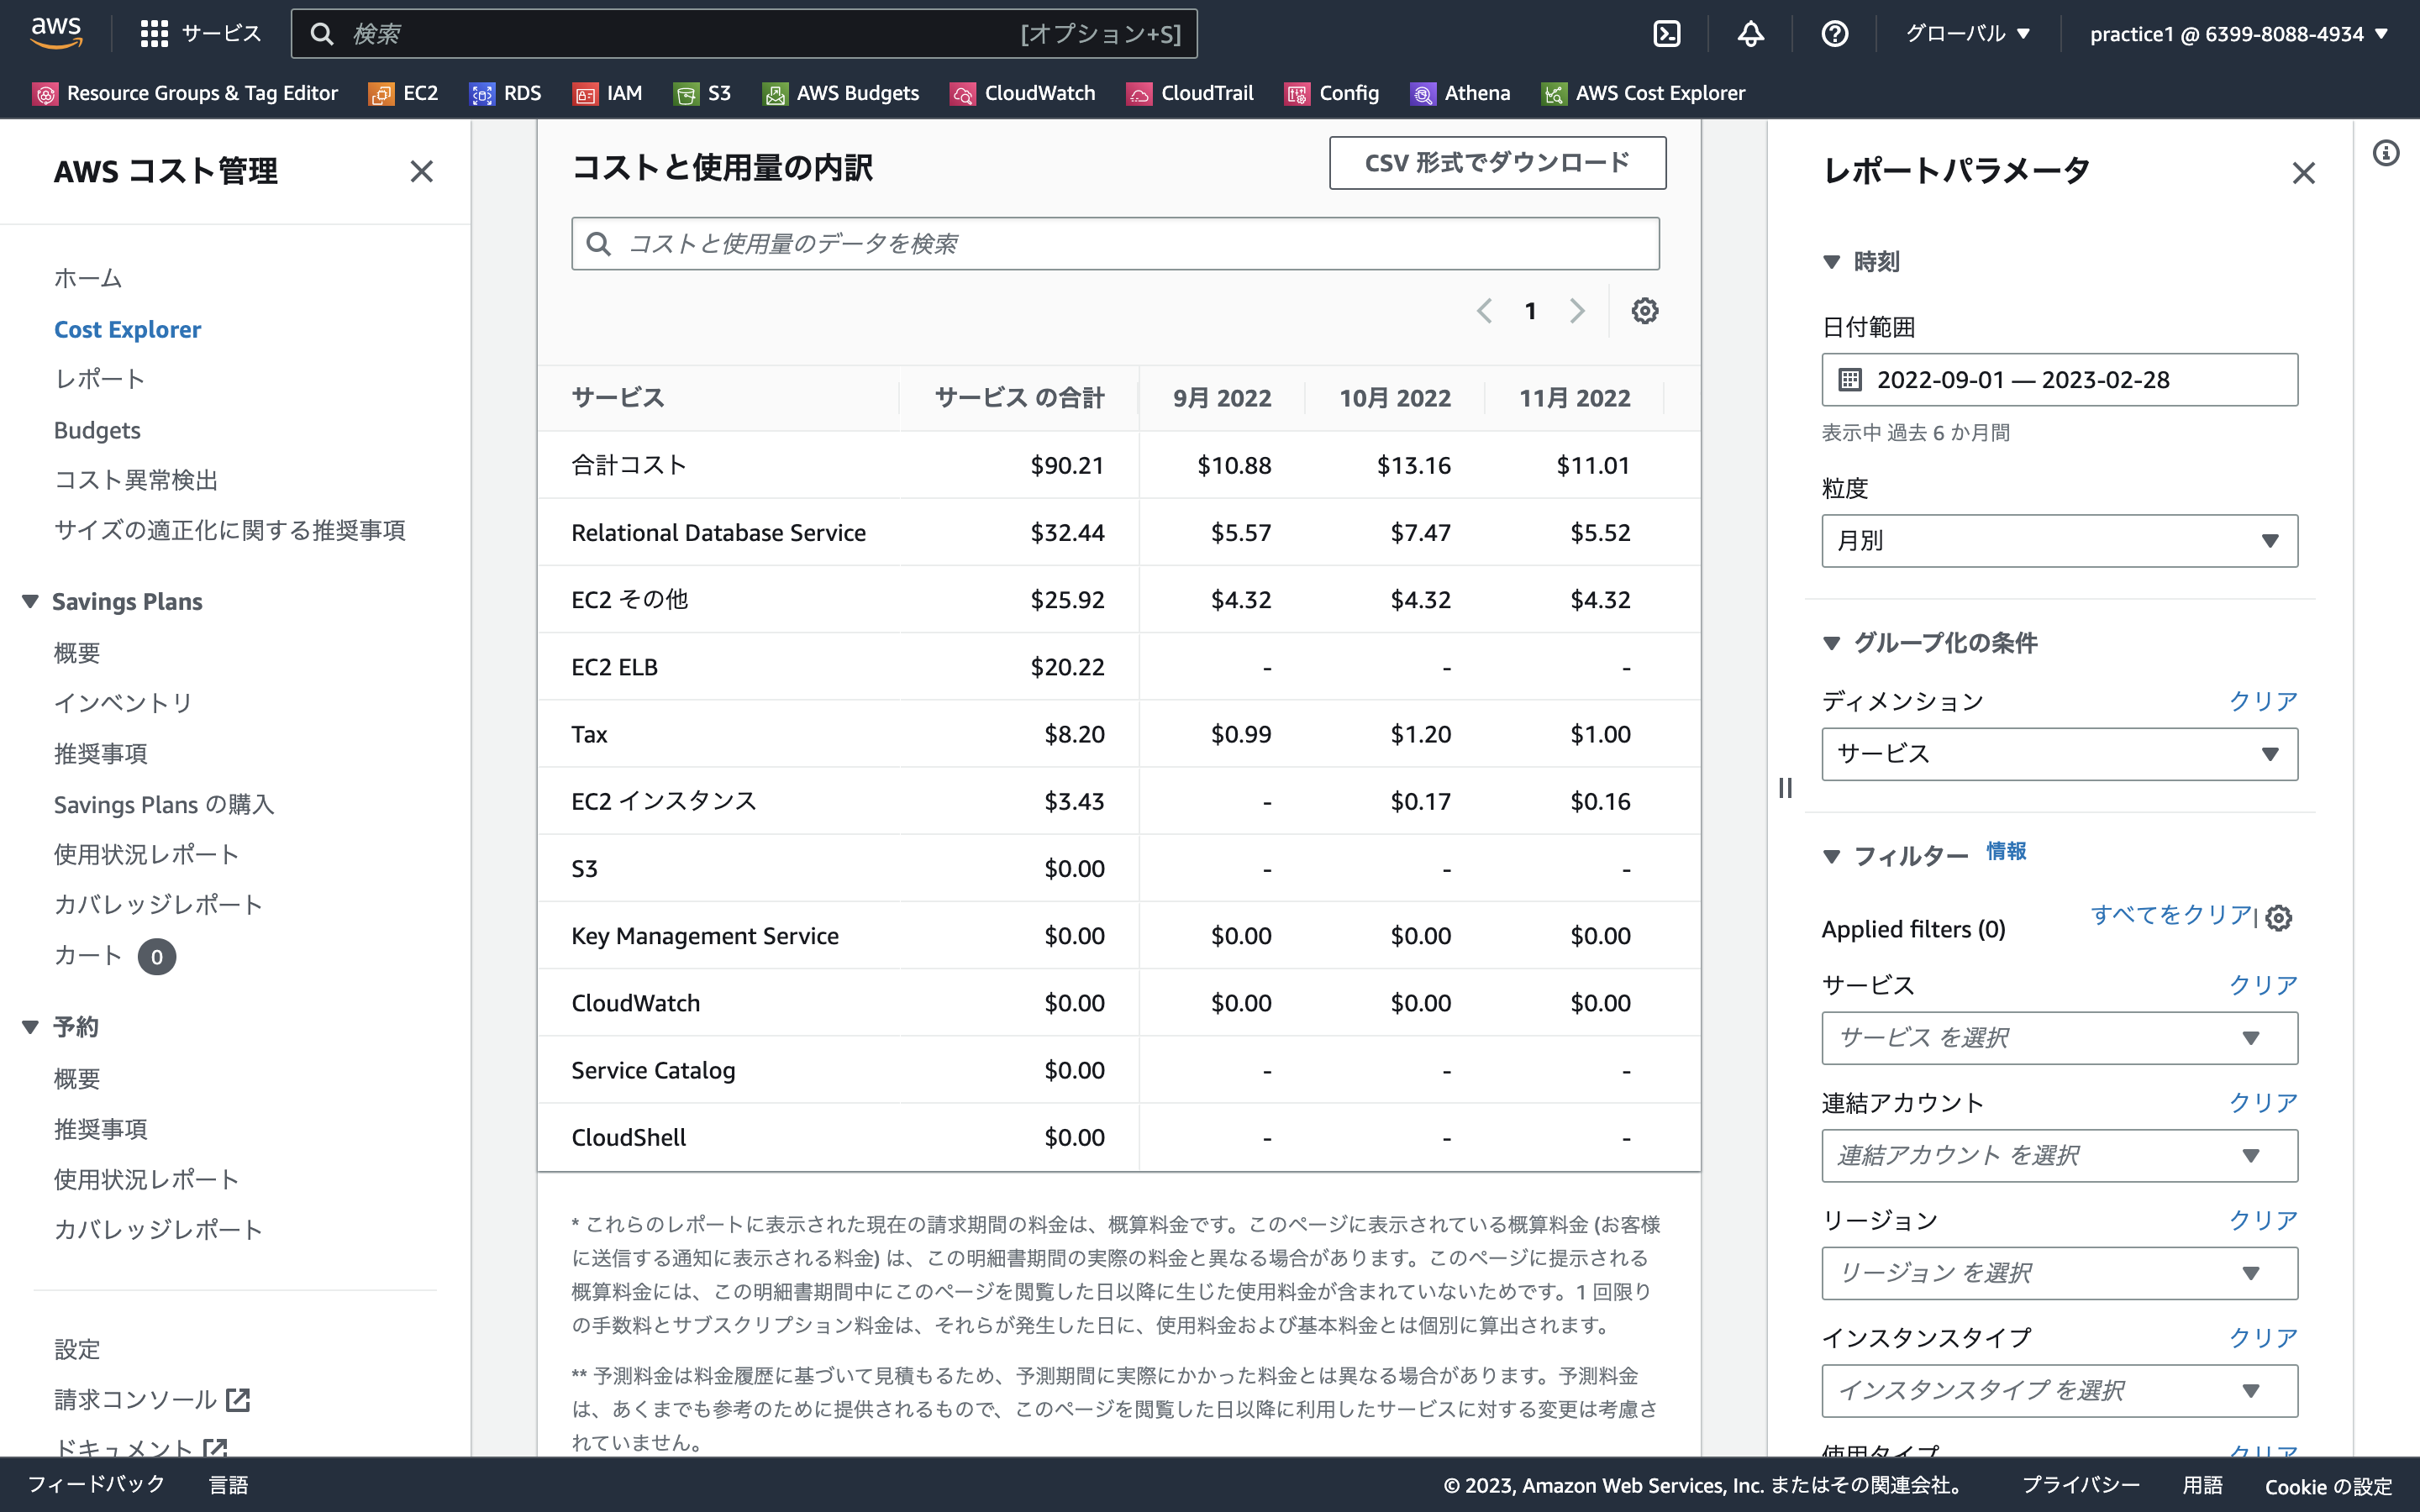 aws
サービス
検索
[オプション+S]
グローバル ▼
practice1 @ 6399-8088-4934 ▼
Resource Groups & Tag Editor
EC2
RDS
IAM
S3
AWS Budgets
CloudWatch
CloudTrail
Config
Athena
AWS Cost Explorer
AWS コスト管理
ホーム
Cost Explorer
レポート
Budgets
コスト異常検出
サイズの適正化に関する推奨事項
Savings Plans
概要
インベントリ
推奨事項
Savings Plans の購入
使用状況レポート
カバレッジレポート
カート 0
予約
概要
推奨事項
使用状況レポート
カバレッジレポート
設定
請求コンソール
ドキュメント
コストと使用量の内訳
CSV 形式でダウンロード
コストと使用量のデータを検索
1
サービス サービス の合計 9月 2022 10月 2022 11月 2022
合計コスト $90.21 $10.88 $13.16 $11.01
Relational Database Service $32.44 $5.57 $7.47 $5.52
EC2 その他 $25.92 $4.32 $4.32 $4.32
EC2 ELB $20.22 - - -
Tax $8.20 $0.99 $1.20 $1.00
EC2 インスタンス $3.43 - $0.17 $0.16
S3 $0.00 - - -
Key Management Service $0.00 $0.00 $0.00 $0.00
CloudWatch $0.00 $0.00 $0.00 $0.00
Service Catalog $0.00 - - -
CloudShell $0.00 - - -
* これらのレポートに表示された現在の請求期間の料金は、概算料金です。このページに表示されている概算料金 (お客様
に送信する通知に表示される料金) は、この明細書期間の実際の料金と異なる場合があります。このページに提示される
概算料金には、この明細書期間中にこのページを閲覧した日以降に生じた使用料金が含まれていないためです。1 回限り
の手数料とサブスクリプション料金は、それらが発生した日に、使用料金および基本料金とは個別に算出されます。
** 予測料金は料金履歴に基づいて見積もるため、予測期間に実際にかかった料金とは異なる場合があります。予測料金
は、あくまでも参考のために提供されるもので、このページを閲覧した日以降に利用したサービスに対する変更は考慮さ
れていません。
レポートパラメータ
時刻
日付範囲
2022-09-01 — 2023-02-28
表示中 過去 6 か月間
粒度
月別
グループ化の条件
ディメンション クリア
サービス
フィルター 情報
Applied filters (0) すべてをクリア|
サービス クリア
サービス を選択
連結アカウント クリア
連結アカウント を選択
リージョン クリア
リージョン を選択
インスタンスタイプ クリア
インスタンスタイプ を選択
使用タイプ クリア
フィードバック
言語
© 2023, Amazon Web Services, Inc. またはその関連会社。
プライバシー
用語
Cookie の設定